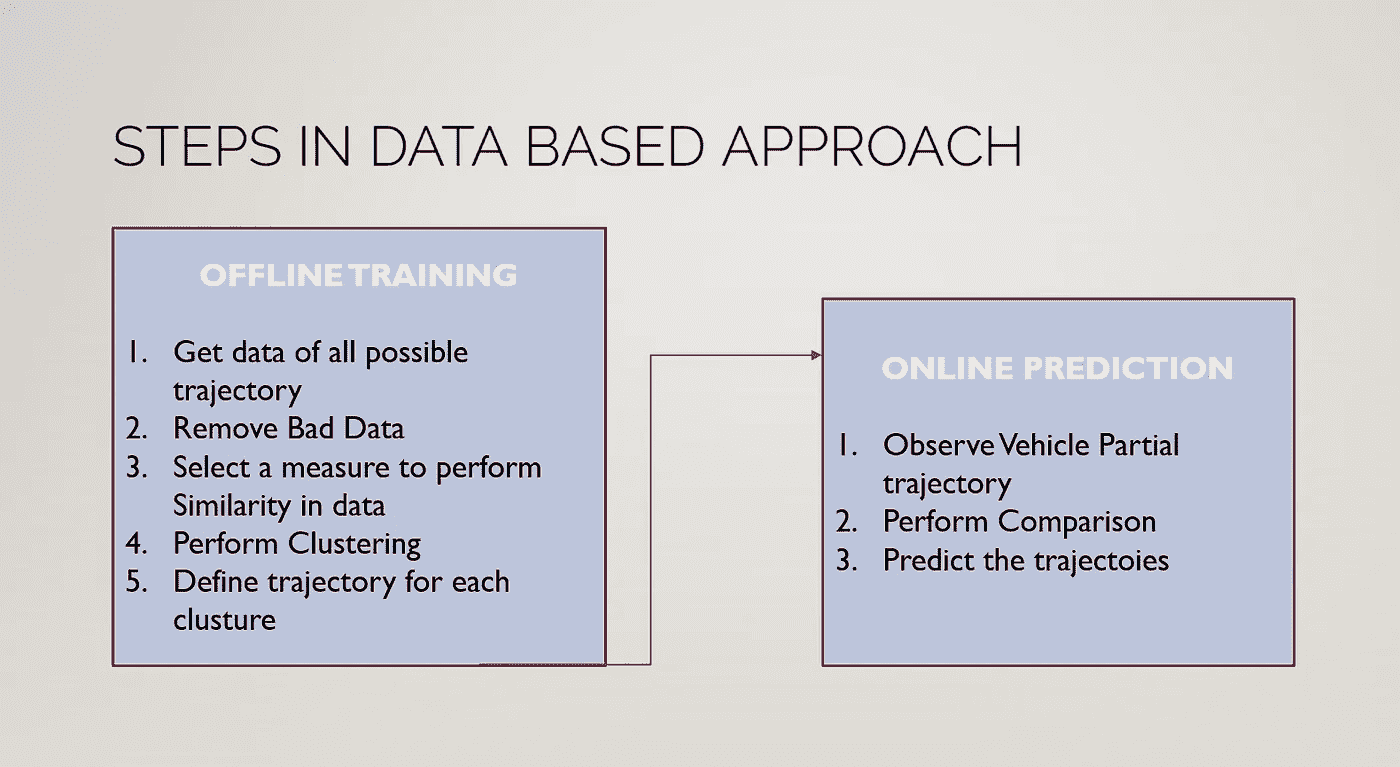 STEPS IN DATA BASED APPROACH
OFFLINE TRAINING
1. Get data of all possible
trajectory
2. Remove Bad Data
3. Select a measure to perform
Similarity in data
4. Perform Clustering
5. Define trajectory for each
clusture
ONLINE PREDICTION
1. Observe Vehicle Partial
trajectory
2. Perform Comparison
3. Predict the trajectoies